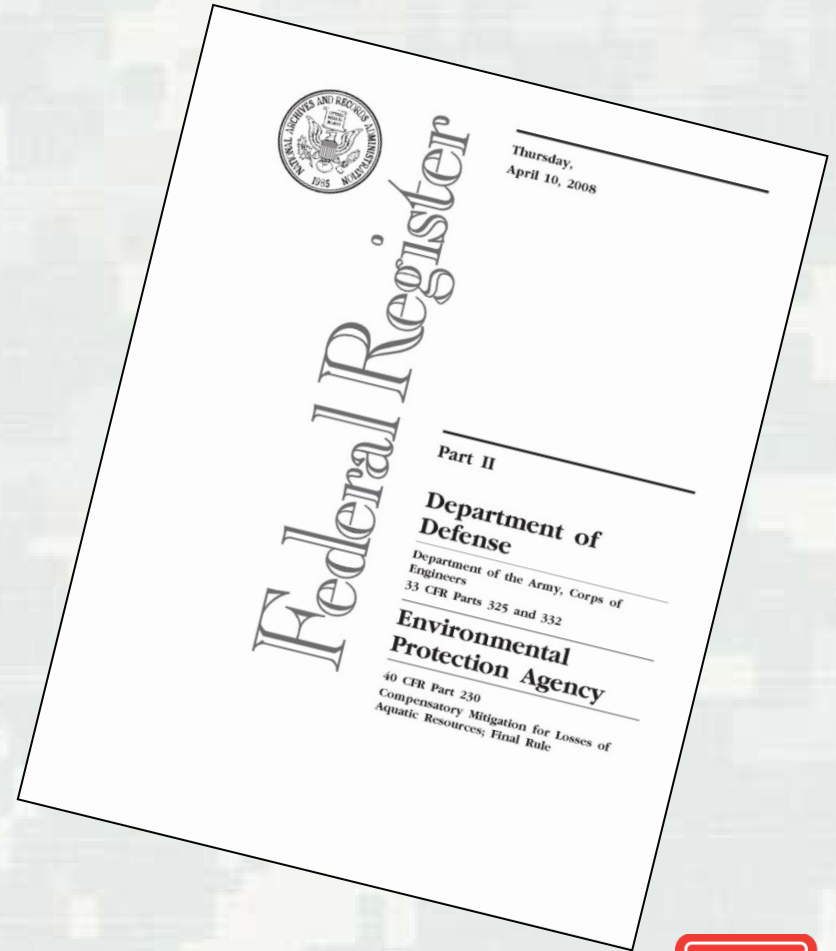 NATIONAL ARCHIVES AND RECORDS ADMINISTRATION
1985
Federal Register
Thursday,
April 10, 2008
Part II
Department of
Defense
Department of the Army, Corps of
Engineers
33 CFR Parts 325 and 332
Environmental
Protection Agency
40 CFR Part 230
Compensatory Mitigation for Losses of
Aquatic Resources; Final Rule